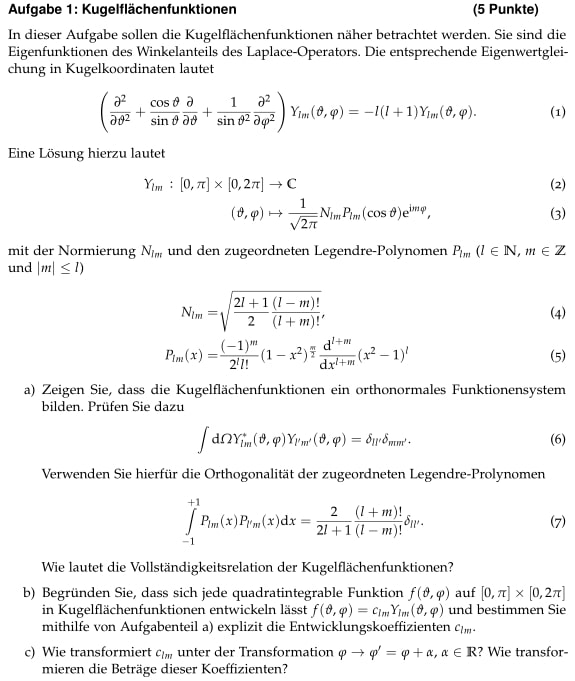 Aufgabe 1: Kugelflächenfunktionen (5 Punkte)
In dieser Aufgabe sollen die Kugelflächenfunktionen näher betrachtet werden. Sie sind die
Eigenfunktionen des Winkelanteils des Laplace-Operators. Die entsprechende Eigenwertglei-
chung in Kugelkoordinaten lautet
$\left( \frac{\partial^2}{\partial\vartheta^2} + \frac{\cos\vartheta}{\sin\vartheta} \frac{\partial}{\partial\vartheta} + \frac{1}{\sin\vartheta^2} \frac{\partial^2}{\partial\varphi^2} \right) Y_{lm}(\vartheta, \varphi) = -l(l+1)Y_{lm}(\vartheta, \varphi).$ (1)
Eine Lösung hierzu lautet
$Y_{lm} : [0, \pi] \times [0, 2\pi] \to \mathbb{C}$ (2)
$(\vartheta, \varphi) \mapsto \frac{1}{\sqrt{2\pi}} N_{lm} P_{lm}(\cos\vartheta) \mathrm{e}^{\mathrm{i}m\varphi},$ (3)
mit der Normierung $N_{lm}$ und den zugeordneten Legendre-Polynomen $P_{lm}$ ($l \in \mathbb{N}$, $m \in \mathbb{Z}$
und $|m| \leq l$)
$N_{lm} = \sqrt{\frac{2l+1}{2} \frac{(l-m)!}{(l+m)!}},$ (4)
$P_{lm}(x) = \frac{(-1)^m}{2^l l!} (1-x^2)^{\frac{m}{2}} \frac{\mathrm{d}^{l+m}}{\mathrm{d}x^{l+m}} (x^2-1)^l$ (5)
a) Zeigen Sie, dass die Kugelflächenfunktionen ein orthonormales Funktionensystem
bilden. Prüfen Sie dazu
$\int \mathrm{d}\Omega Y^*_{lm}(\vartheta, \varphi) Y_{l'm'}(\vartheta, \varphi) = \delta_{ll'} \delta_{mm'}.$ (6)
Verwenden Sie hierfür die Orthogonalität der zugeordneten Legendre-Prolynomen
$\int_{-1}^{+1} P_{lm}(x) P_{l'm}(x) \mathrm{d}x = \frac{2}{2l+1} \frac{(l+m)!}{(l-m)!} \delta_{ll'}.$ (7)
Wie lautet die Vollständigkeitsrelation der Kugelflächenfunktionen?
b) Begründen Sie, dass sich jede quadratintegrable Funktion $f(\vartheta, \varphi)$ auf $[0, \pi] \times [0, 2\pi]$
in Kugelflächenfunktionen entwickeln lässt $f(\vartheta, \varphi) = c_{lm} Y_{lm}(\vartheta, \varphi)$ und bestimmen Sie
mithilfe von Aufgabenteil a) explizit die Entwicklungskoeffizienten $c_{lm}$.
c) Wie transformiert $c_{lm}$ unter der Transformation $\varphi \to \varphi' = \varphi + \alpha$, $\alpha \in \mathbb{R}$? Wie transfor-
mieren die Beträge dieser Koeffizienten?